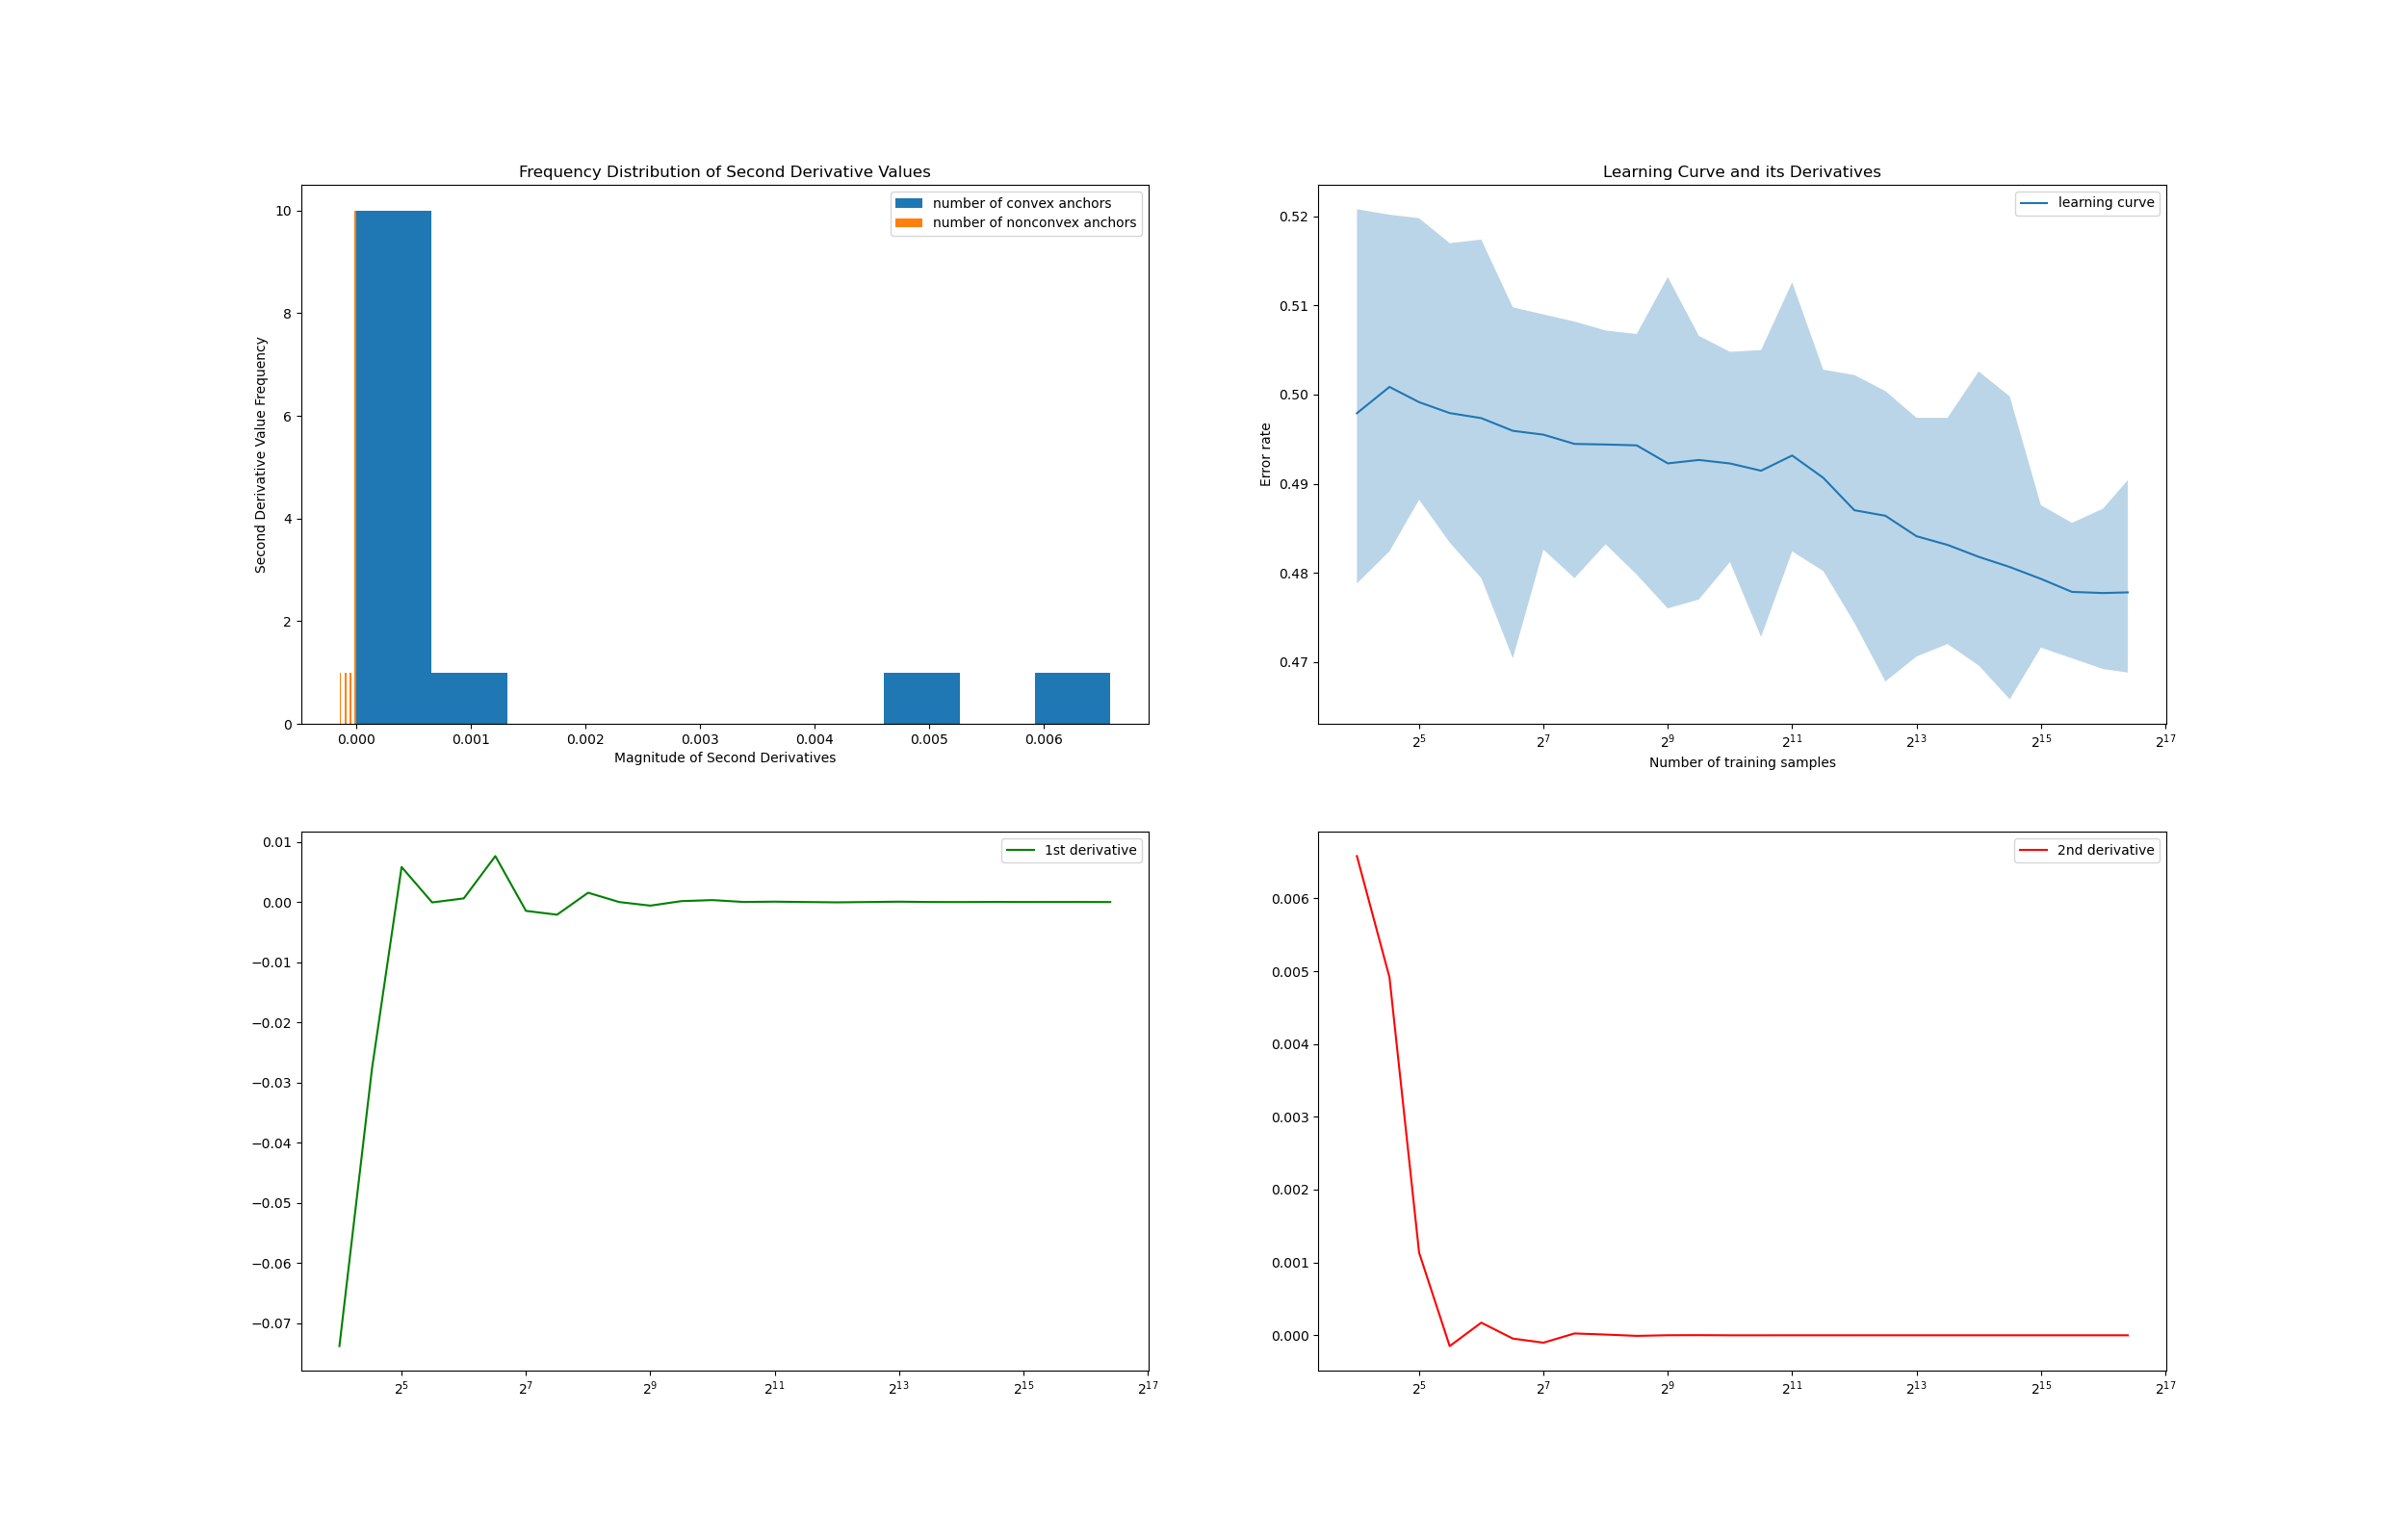 Frequency Distribution of Second Derivative Values
number of convex anchors
number of nonconvex anchors
10
8
6
4
2
0
Second Derivative Value Frequency
0.000 0.001 0.002 0.003 0.004 0.005 0.006
Magnitude of Second Derivatives
Learning Curve and its Derivatives
learning curve
0.52
0.51
0.50
0.49
0.48
0.47
Error rate
2^5 2^7 2^9 2^11 2^13 2^15 2^17
Number of training samples
1st derivative
0.01
0.00
−0.01
−0.02
−0.03
−0.04
−0.05
−0.06
−0.07
2^5 2^7 2^9 2^11 2^13 2^15 2^17
2nd derivative
0.006
0.005
0.004
0.003
0.002
0.001
0.000
2^5 2^7 2^9 2^11 2^13 2^15 2^17